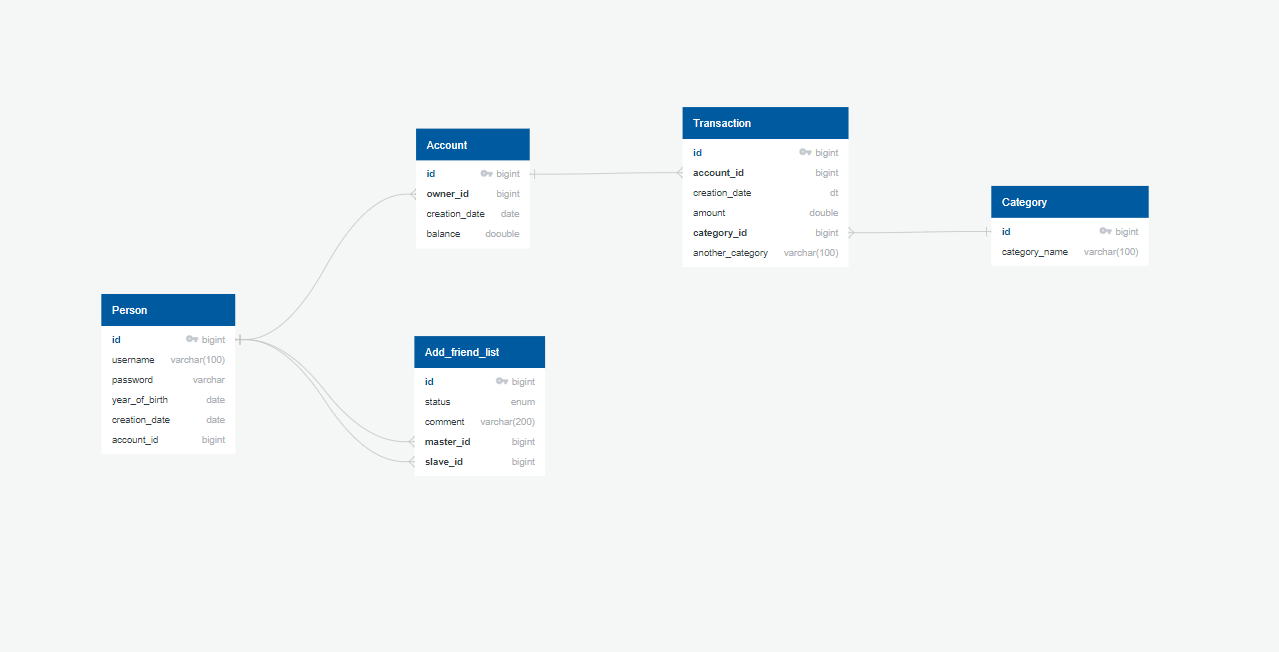 Transaction
id bigint
account_id bigint
creation_date dt
amount double
category_id bigint
another_category varchar(100)
Account
id bigint
owner_id bigint
creation_date date
balance doouble
Category
id bigint
category_name varchar(100)
Person
id bigint
username varchar(100)
password varchar
year_of_birth date
creation_date date
account_id bigint
Add_friend_list
id bigint
status enum
comment varchar(200)
master_id bigint
slave_id bigint